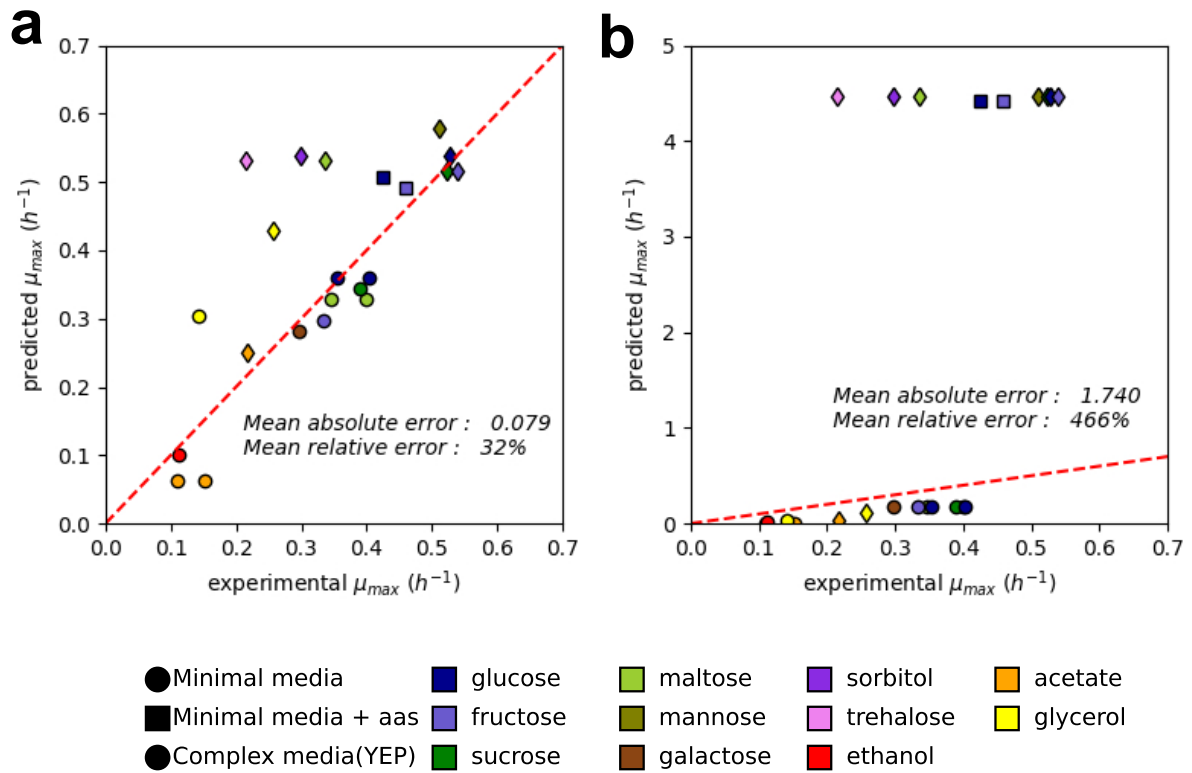 a
0.7
0.6
0.5
0.4
0.3
0.2
0.1
0.0
predicted μmax (h⁻¹)
Mean absolute error : 0.079
Mean relative error : 32%
0.0 0.1 0.2 0.3 0.4 0.5 0.6 0.7
experimental μmax (h⁻¹)
b
5
4
3
2
1
0
predicted μmax (h⁻¹)
Mean absolute error : 1.740
Mean relative error : 466%
0.0 0.1 0.2 0.3 0.4 0.5 0.6 0.7
experimental μmax (h⁻¹)
Minimal media glucose maltose sorbitol acetate
Minimal media + aas fructose mannose trehalose glycerol
Complex media(YEP) sucrose galactose ethanol